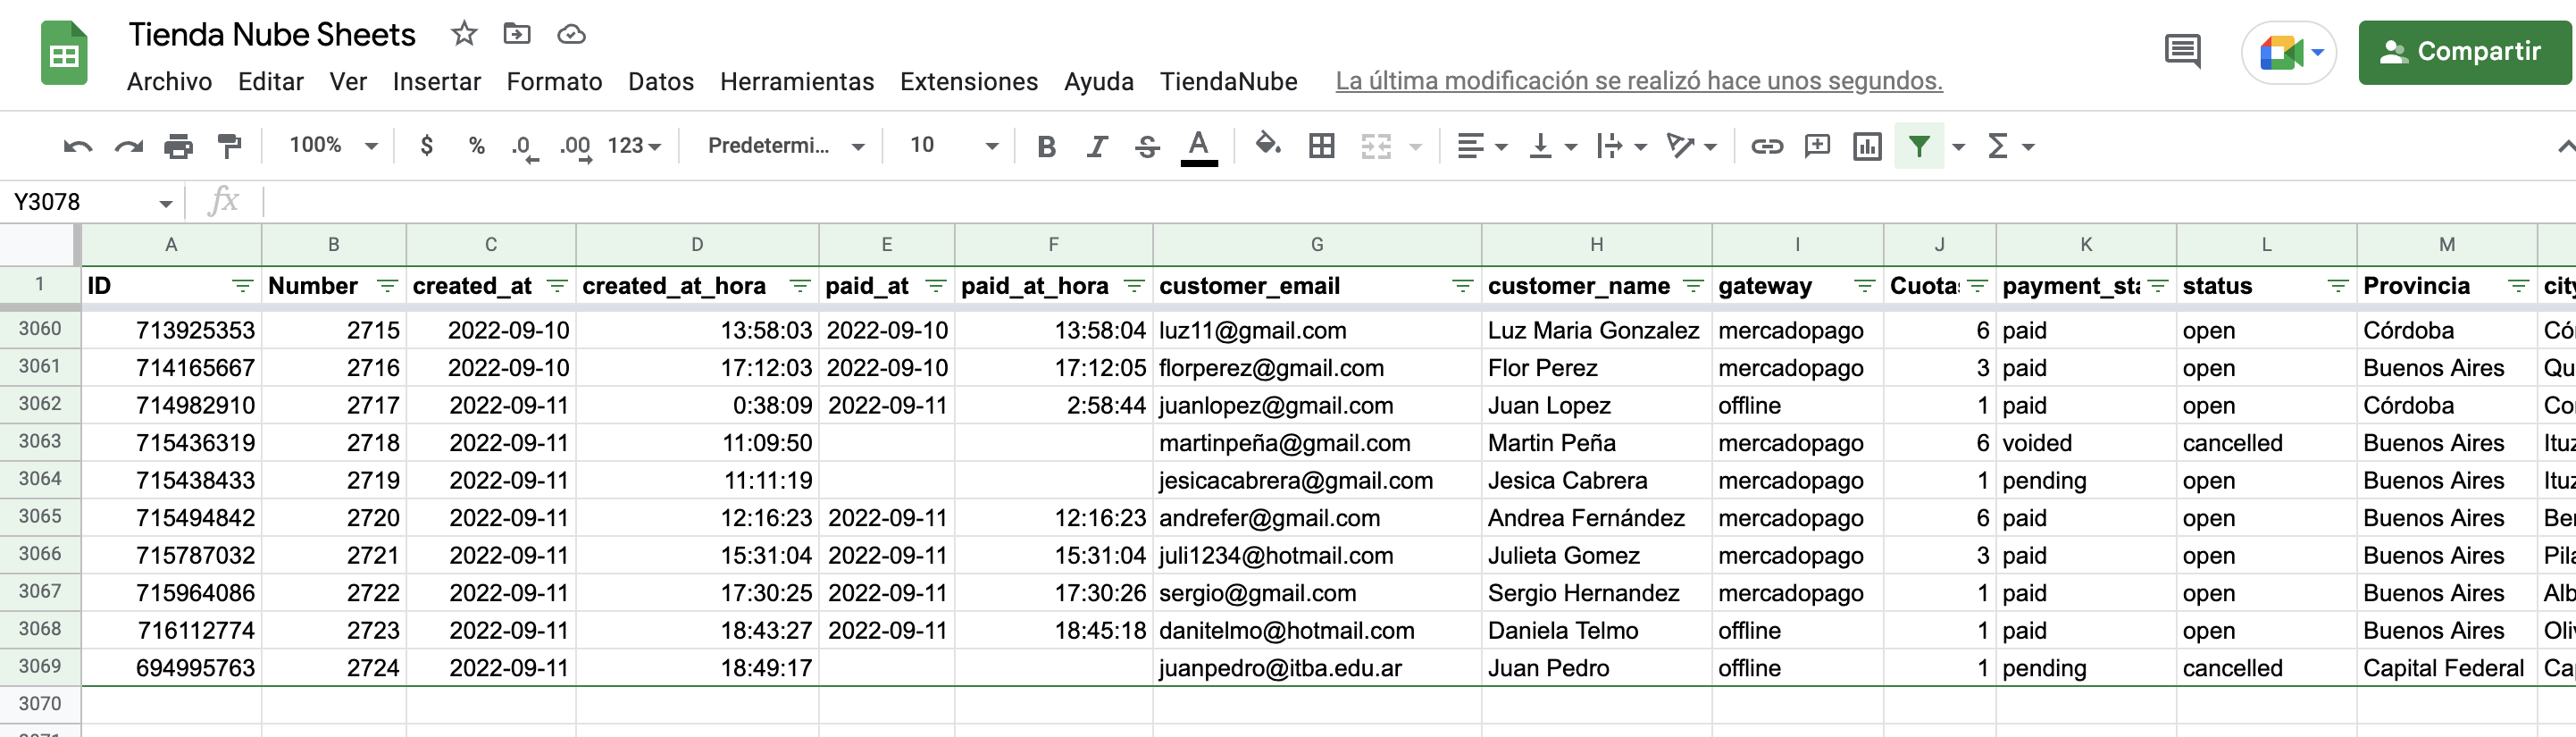 Tienda Nube Sheets
Archivo Editar Ver Insertar Formato Datos Herramientas Extensiones Ayuda TiendaNube La última modificación se realizó hace unos segundos.
Compartir
100% $ % .0 .00 123 Predetermi... 10 B I S A
Y3078 fx
A B C D E F G H I J K L M
1 ID Number created_at created_at_hora paid_at paid_at_hora customer_email customer_name gateway Cuota payment_sta status Provincia city
3060 713925353 2715 2022-09-10 13:58:03 2022-09-10 13:58:04 luz11@gmail.com Luz Maria Gonzalez mercadopago 6 paid open Córdoba Có
3061 714165667 2716 2022-09-10 17:12:03 2022-09-10 17:12:05 florperez@gmail.com Flor Perez mercadopago 3 paid open Buenos Aires Qu
3062 714982910 2717 2022-09-11 0:38:09 2022-09-11 2:58:44 juanlopez@gmail.com Juan Lopez offline 1 paid open Córdoba Co
3063 715436319 2718 2022-09-11 11:09:50 martinpeña@gmail.com Martin Peña mercadopago 6 voided cancelled Buenos Aires Ituz
3064 715438433 2719 2022-09-11 11:11:19 jesicacabrera@gmail.com Jesica Cabrera mercadopago 1 pending open Buenos Aires Ituz
3065 715494842 2720 2022-09-11 12:16:23 2022-09-11 12:16:23 andrefer@gmail.com Andrea Fernández mercadopago 6 paid open Buenos Aires Ber
3066 715787032 2721 2022-09-11 15:31:04 2022-09-11 15:31:04 juli1234@hotmail.com Julieta Gomez mercadopago 3 paid open Buenos Aires Pila
3067 715964086 2722 2022-09-11 17:30:25 2022-09-11 17:30:26 sergio@gmail.com Sergio Hernandez mercadopago 1 paid open Buenos Aires Alb
3068 716112774 2723 2022-09-11 18:43:27 2022-09-11 18:45:18 danitelmo@hotmail.com Daniela Telmo offline 1 paid open Buenos Aires Oliv
3069 694995763 2724 2022-09-11 18:49:17 juanpedro@itba.edu.ar Juan Pedro offline 1 pending cancelled Capital Federal Cap
3070